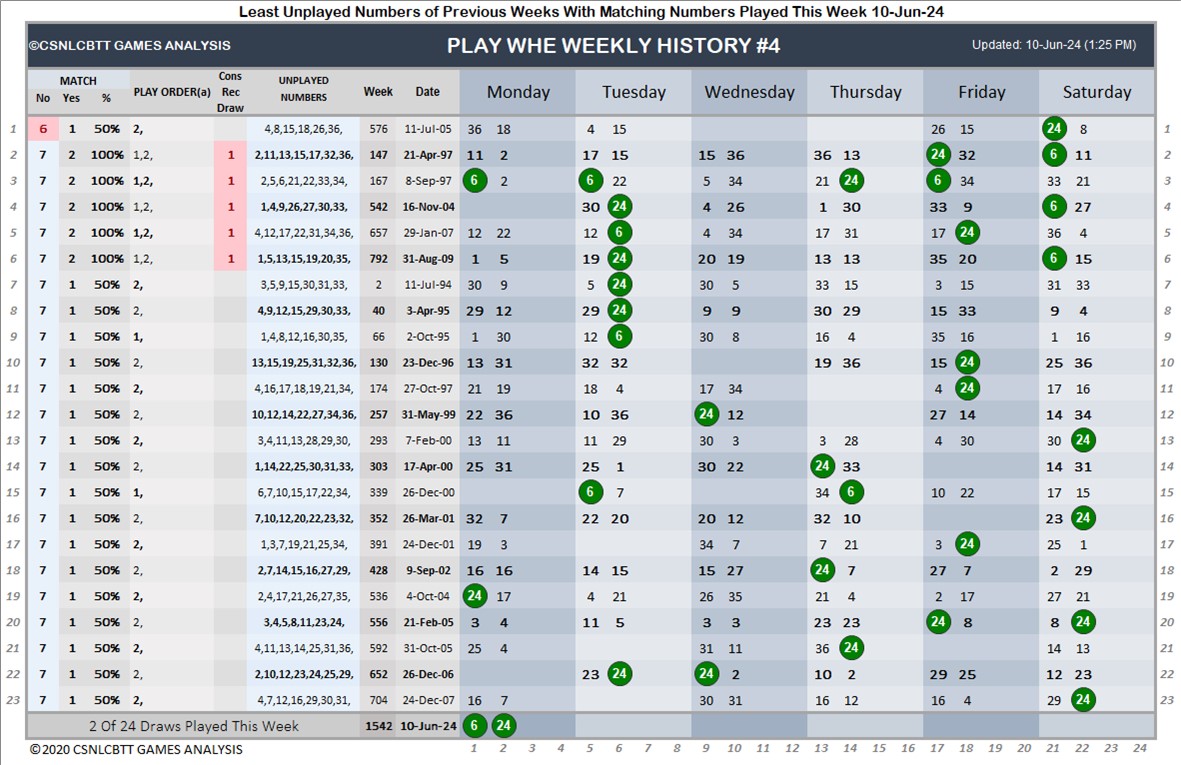 Least Unplayed Numbers of Previous Weeks With Matching Numbers Played This Week 10-Jun-24
©CSNLCBTT GAMES ANALYSIS PLAY WHE WEEKLY HISTORY #4 Updated: 10-Jun-24 (1:25 PM)
MATCH Cons UNPLAYED
No Yes % PLAY ORDER(a) Rec NUMBERS Week Date Monday Tuesday Wednesday Thursday Friday Saturday
Draw
1 6 1 50% 2, 4,8,15,18,26,36, 576 11-Jul-05 36 18 4 15 26 15 24 8 1
2 7 2 100% 1,2, 1 2,11,13,15,17,32,36, 147 21-Apr-97 11 2 17 15 15 36 36 13 24 32 6 11 2
3 7 2 100% 1,2, 1 2,5,6,21,22,33,34, 167 8-Sep-97 6 2 6 22 5 34 21 24 6 34 33 21 3
4 7 2 100% 1,2, 1 1,4,9,26,27,30,33, 542 16-Nov-04 30 24 4 26 1 30 33 9 6 27 4
5 7 2 100% 1,2, 1 4,12,17,22,31,34,36, 657 29-Jan-07 12 22 12 6 4 34 17 31 17 24 36 4 5
6 7 2 100% 1,2, 1 1,5,13,15,19,20,35, 792 31-Aug-09 1 5 19 24 20 19 13 13 35 20 6 15 6
7 7 1 50% 2, 3,5,9,15,30,31,33, 2 11-Jul-94 30 9 5 24 30 5 33 15 3 15 31 33 7
8 7 1 50% 2, 4,9,12,15,29,30,33, 40 3-Apr-95 29 12 29 24 9 9 30 29 15 33 9 4 8
9 7 1 50% 1, 1,4,8,12,16,30,35, 66 2-Oct-95 1 30 12 6 30 8 16 4 35 16 1 16 9
10 7 1 50% 2, 13,15,19,25,31,32,36, 130 23-Dec-96 13 31 32 32 19 36 15 24 25 36 10
11 7 1 50% 2, 4,16,17,18,19,21,34, 174 27-Oct-97 21 19 18 4 17 34 4 24 17 16 11
12 7 1 50% 2, 10,12,14,22,27,34,36, 257 31-May-99 22 36 10 36 24 12 27 14 14 34 12
13 7 1 50% 2, 3,4,11,13,28,29,30, 293 7-Feb-00 13 11 11 29 30 3 3 28 4 30 30 24 13
14 7 1 50% 2, 1,14,22,25,30,31,33, 303 17-Apr-00 25 31 25 1 30 22 24 33 14 31 14
15 7 1 50% 1, 6,7,10,15,17,22,34, 339 26-Dec-00 6 7 34 6 10 22 17 15 15
16 7 1 50% 2, 7,10,12,20,22,23,32, 352 26-Mar-01 32 7 22 20 20 12 32 10 23 24 16
17 7 1 50% 2, 1,3,7,19,21,25,34, 391 24-Dec-01 19 3 34 7 7 21 3 24 25 1 17
18 7 1 50% 2, 2,7,14,15,16,27,29, 428 9-Sep-02 16 16 14 15 15 27 24 7 27 7 2 29 18
19 7 1 50% 2, 2,4,17,21,26,27,35, 536 4-Oct-04 24 17 4 21 26 35 21 4 2 17 27 21 19
20 7 1 50% 2, 3,4,5,8,11,23,24, 556 21-Feb-05 3 4 11 5 3 3 23 23 24 8 8 24 20
21 7 1 50% 2, 4,11,13,14,25,31,36, 592 31-Oct-05 25 4 31 11 36 24 14 13 21
22 7 1 50% 2, 2,10,12,23,24,25,29, 652 26-Dec-06 23 24 24 2 10 2 29 25 12 23 22
23 7 1 50% 2, 4,7,12,16,29,30,31, 704 24-Dec-07 16 7 30 31 16 12 16 4 29 24 23
2 Of 24 Draws Played This Week 1542 10-Jun-24 6 24
©2020 CSNLCBTT GAMES ANALYSIS 1 2 3 4 5 6 7 8 9 10 11 12 13 14 15 16 17 18 19 20 21 22 23 24